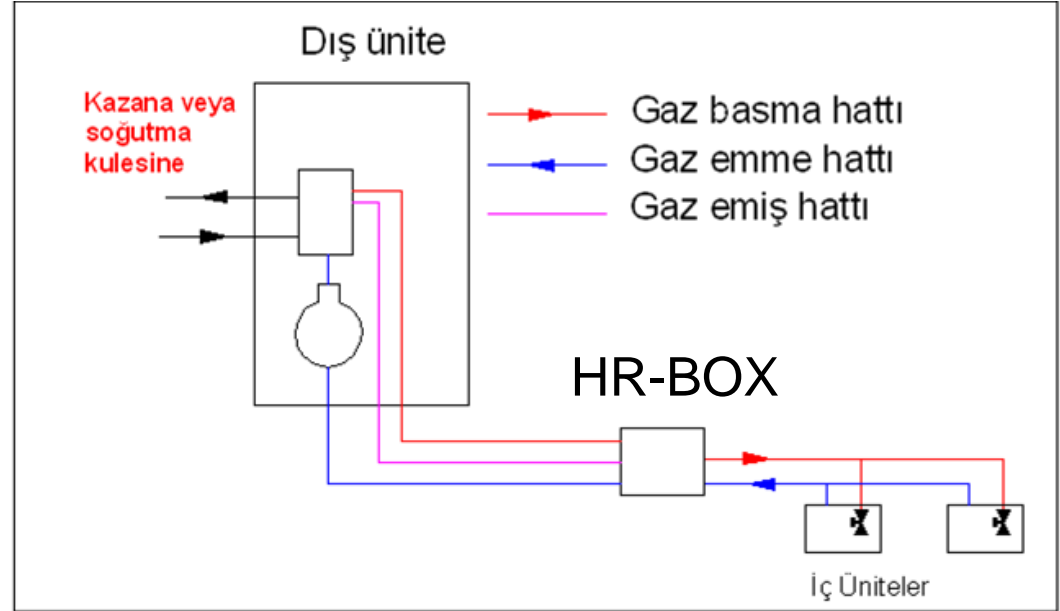 Dış ünite
Kazana veya
soğutma
kulesine
Gaz basma hattı
Gaz emme hattı
Gaz emiş hattı
HR-BOX
İç Üniteler